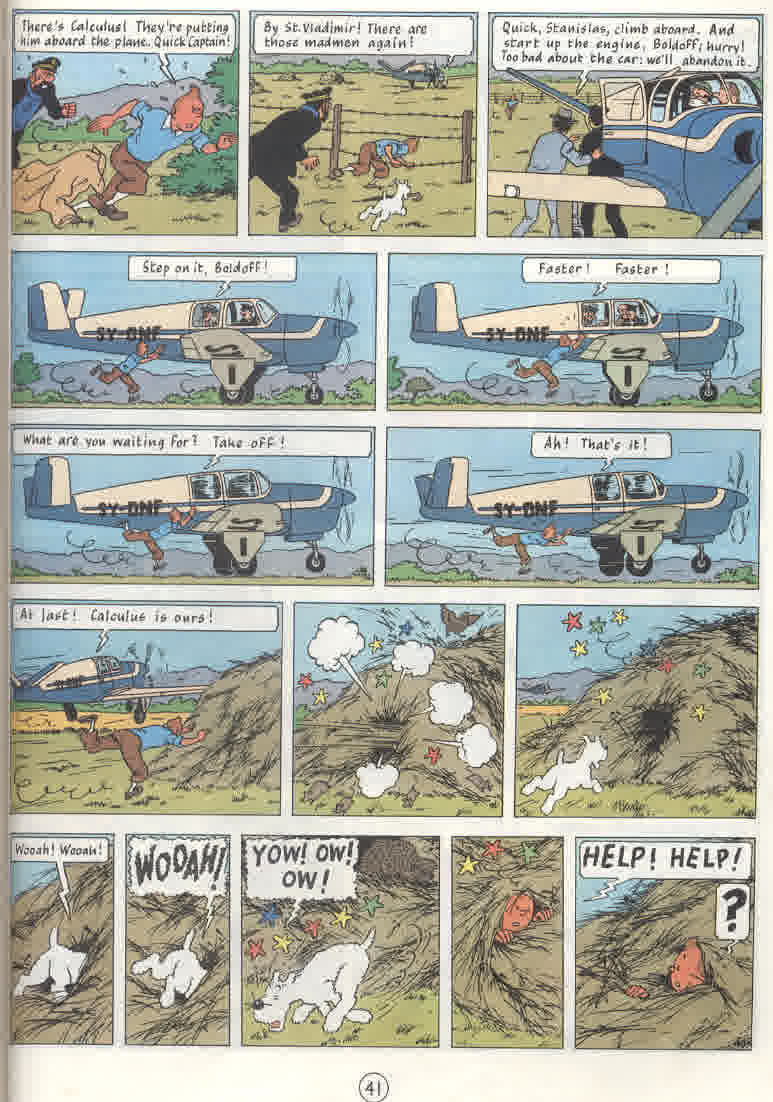 There's Calculus! They're putting
him aboard the plane. Quick Captain!
By St. Vladimir! There are
those madmen again!
Quick, Stanislas, climb aboard. And
start up the engine, Boldoff; hurry!
Too bad about the car: we'll abandon it.
Step on it, Boldoff!
SY-DNF
Faster! Faster!
SY-DNF
What are you waiting for? Take off!
SY-DNF
Ah! That's it!
SY-DNF
At last! Calculus is ours!
SY-DNF
Wooah! Wooah!
WOOAH!
YOW! OW!
OW!
HELP! HELP!
?
41